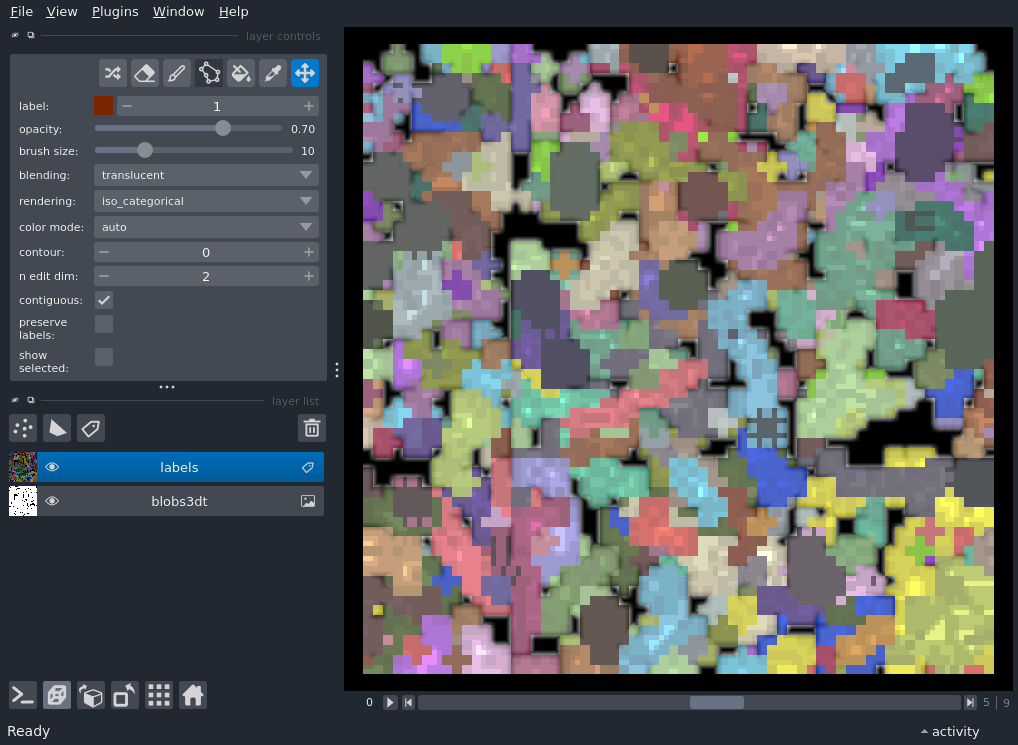 File View Plugins Window Help
layer controls
label: 1
opacity: 0.70
brush size: 10
blending: translucent
rendering: iso_categorical
color mode: auto
contour: 0
n edit dim: 2
contiguous:
preserve
labels:
show
selected:
layer list
labels
blobs3dt
0 5 | 9
Ready activity